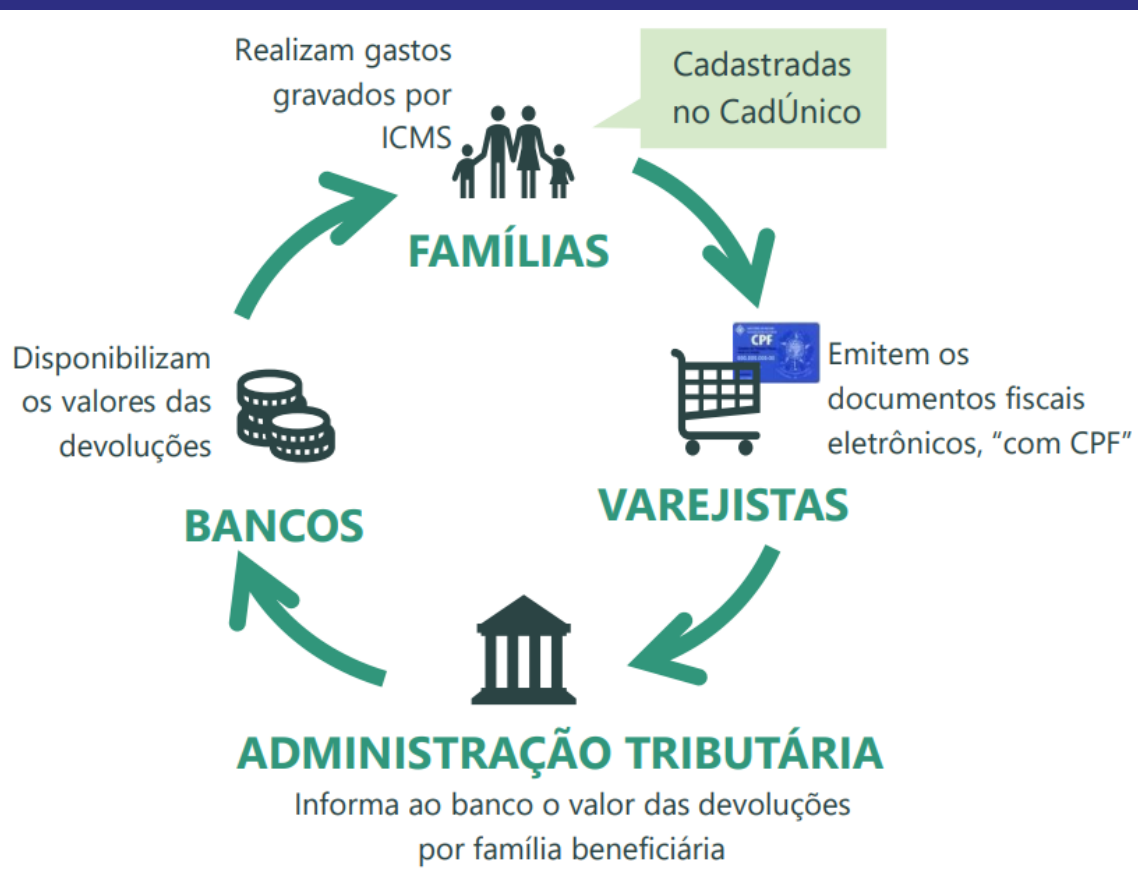 Realizam gastos
gravados por
ICMS
Cadastradas
no CadÚnico
FAMÍLIAS
CPF
Emitem os
documentos fiscais
eletrônicos, “com CPF”
VAREJISTAS
Disponibilizam
os valores das
devoluções
BANCOS
ADMINISTRAÇÃO TRIBUTÁRIA
Informa ao banco o valor das devoluções
por família beneficiária